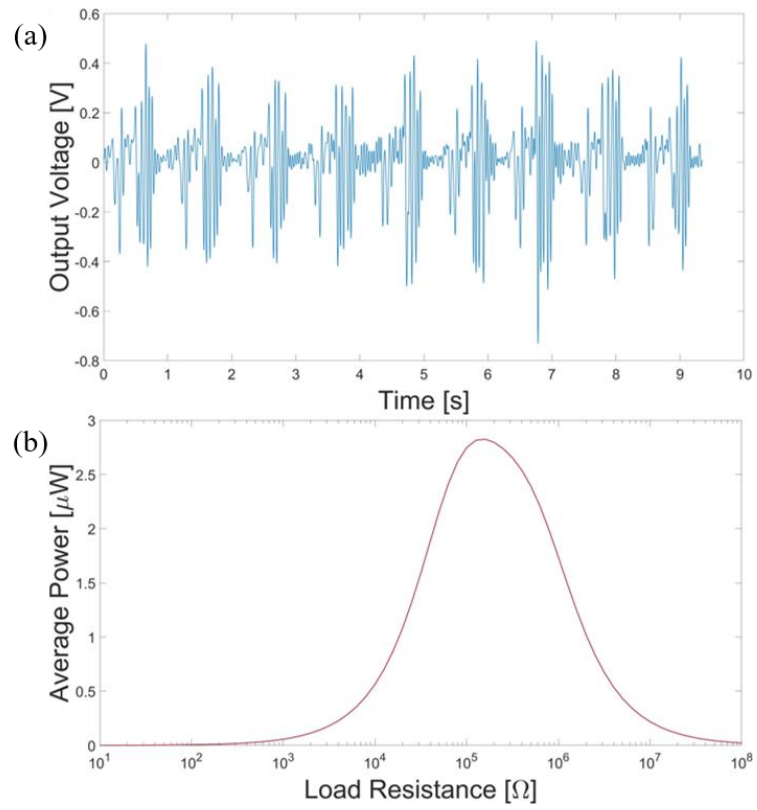 (a)
Output Voltage [V]
0.6
0.4
0.2
0
-0.2
-0.4
-0.6
-0.8
0 1 2 3 4 5 6 7 8 9 10
Time [s]
(b)
Average Power [μW]
3
2.5
2
1.5
1
0.5
0
10¹ 10² 10³ 10⁴ 10⁵ 10⁶ 10⁷ 10⁸
Load Resistance [Ω]